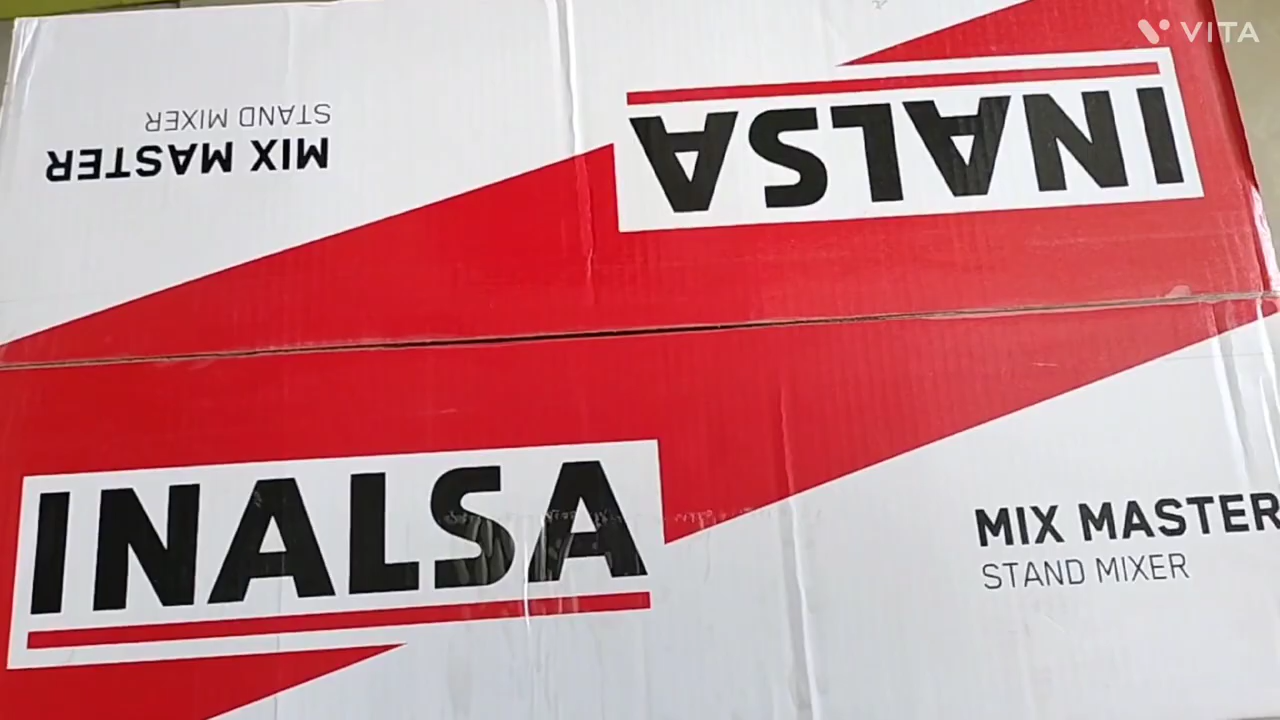 VITA
INALSA
STAND MIXER
MIX MASTER
INALSA
MIX MASTER
STAND MIXER